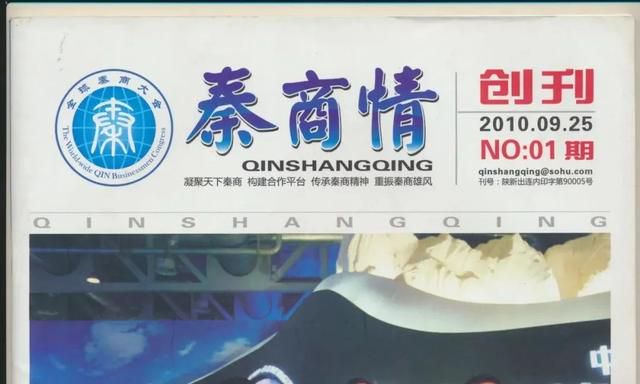 全球秦商大会
The Worldwide QIN Businessmen Congress
秦商情
QINSHANGQING
凝聚天下秦商 构建合作平台 传承秦商精神 重振秦商雄风
创刊
2010.09.25
NO:01 期
qinshangqing@sohu.com
刊号:陕新出连内印字第90005号
QINSHANGQING
中